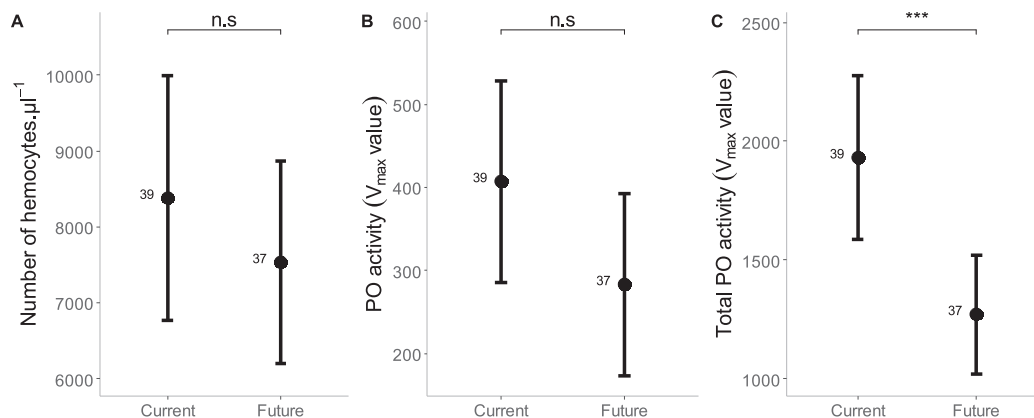 A
n.s
Number of hemocytes.µl⁻¹
10000
9000
8000
7000
6000
39
37
Current
Future
B
n.s
PO activity (Vmax value)
600
500
400
300
200
39
37
Current
Future
C
***
Total PO activity (Vmax value)
2500
2000
1500
1000
39
37
Current
Future